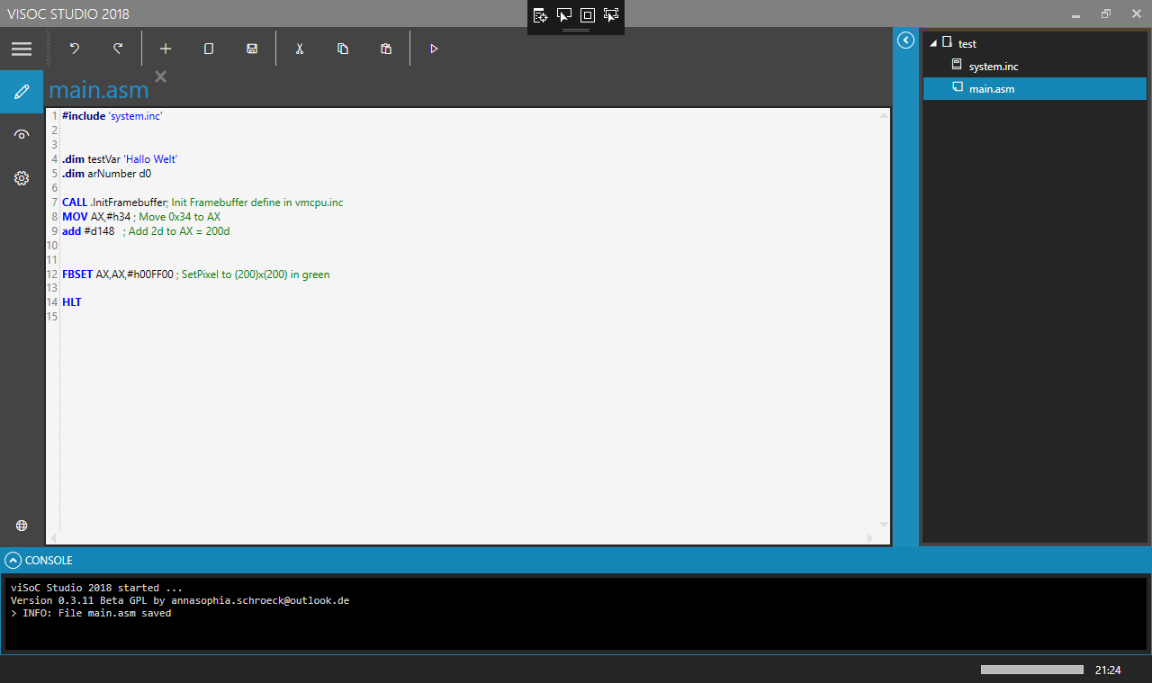 VISOC STUDIO 2018
main.asm
1 #include 'system.inc'
2
3
4 .dim testVar 'Hallo Welt'
5 .dim arNumber d0
6
7 CALL .InitFramebuffer; Init Framebuffer define in vmcpu.inc
8 MOV AX,#h34 ; Move 0x34 to AX
9 add #d148 ; Add 2d to AX = 200d
10
11
12 FBSET AX,AX,#h00FF00 ; SetPixel to (200)x(200) in green
13
14 HLT
15
test
system.inc
main.asm
CONSOLE
viSoC Studio 2018 started ...
Version 0.3.11 Beta GPL by annasophia.schroeck@outlook.de
> INFO: File main.asm saved
21:24